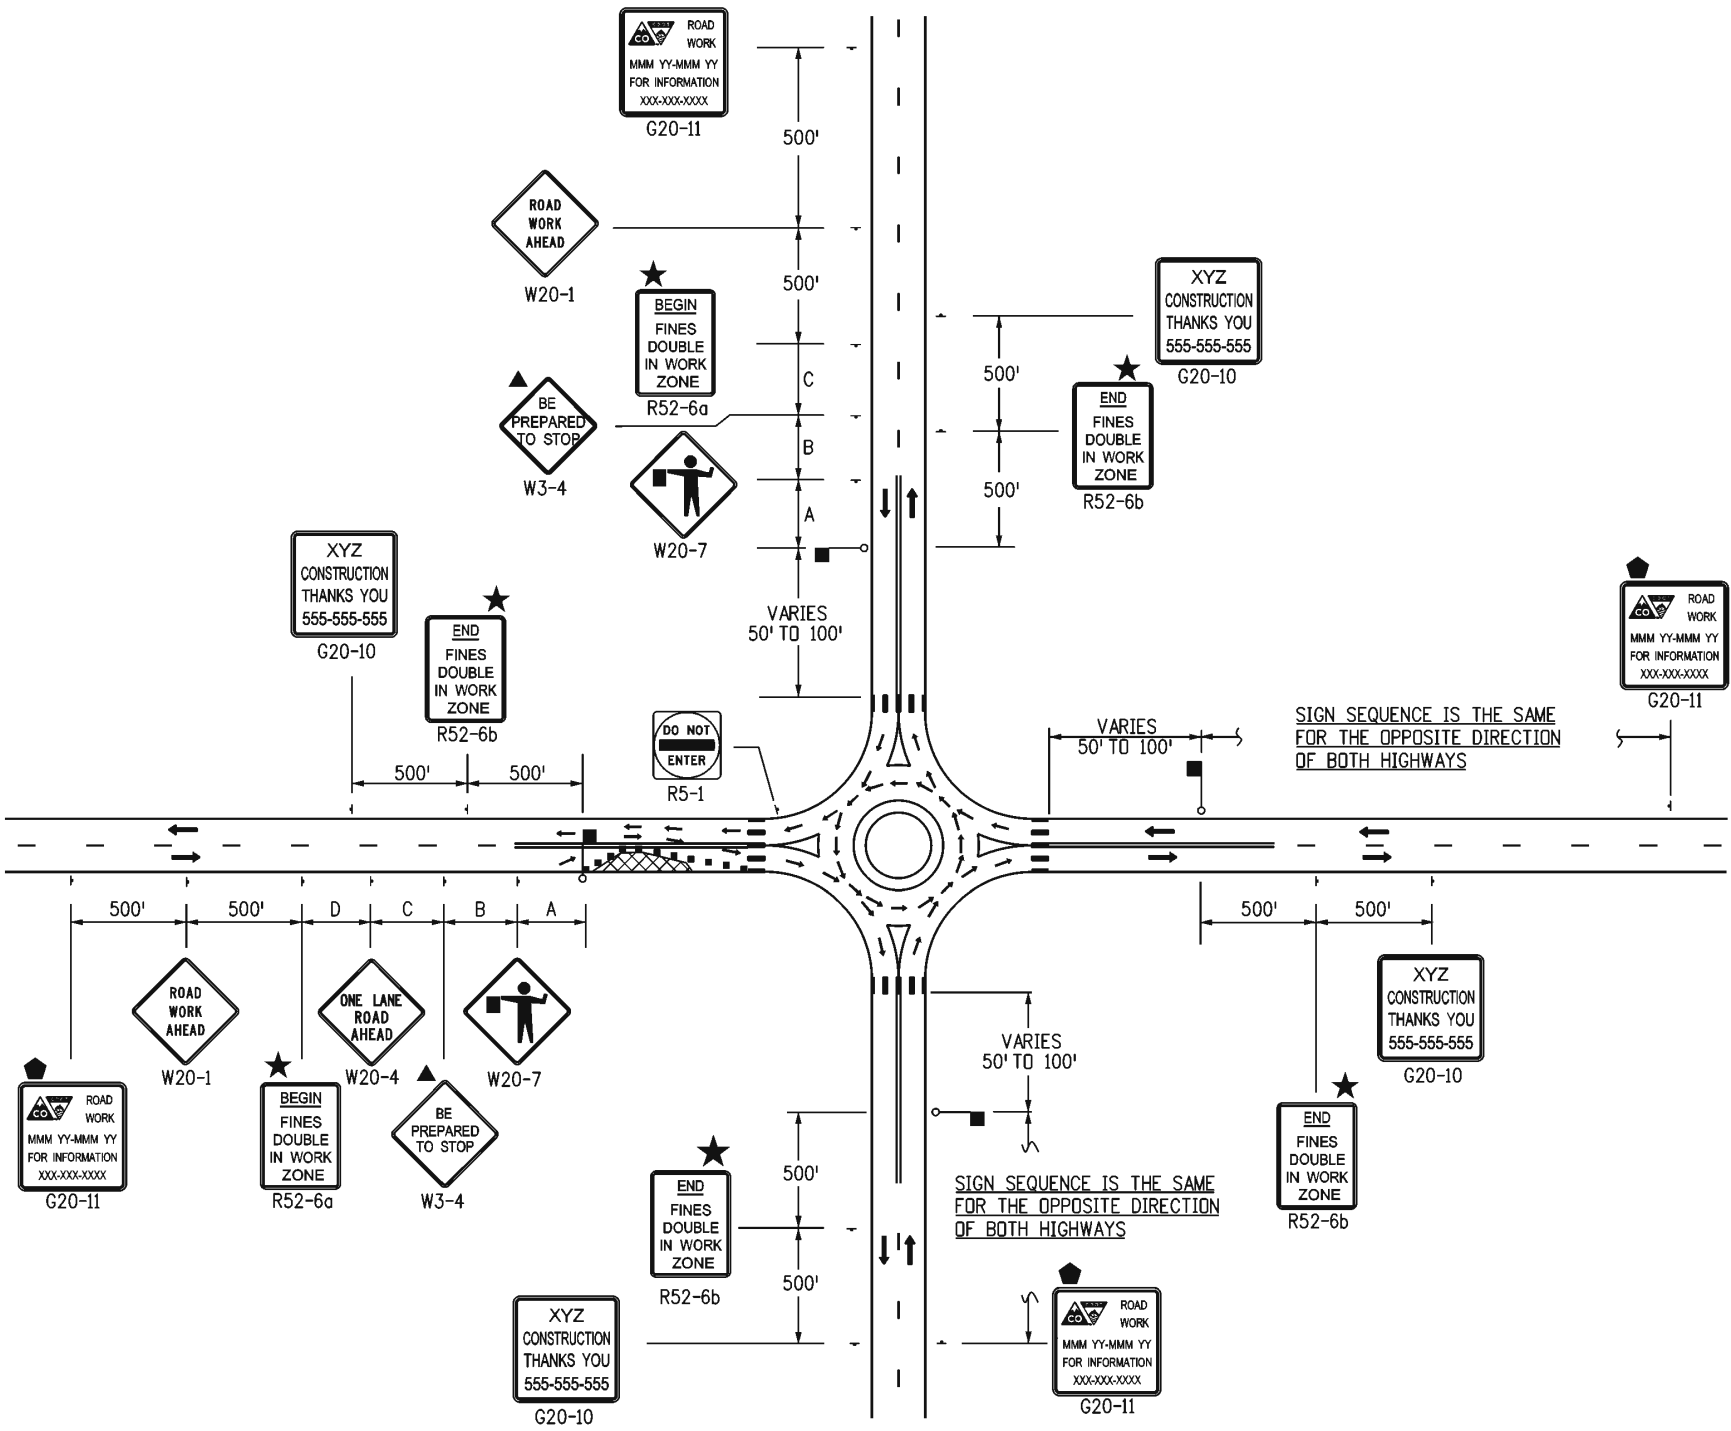 CO
ROAD
WORK
MMM YY-MMM YY
FOR INFORMATION
XXX-XXX-XXXX
G20-11
500'
ROAD
WORK
AHEAD
W20-1
500'
BEGIN
FINES
DOUBLE
IN WORK
ZONE
R52-6a
C
BE
PREPARED
TO STOP
W3-4
B
W20-7
A
VARIES
50' TO 100'
XYZ
CONSTRUCTION
THANKS YOU
555-555-555
G20-10
500'
END
FINES
DOUBLE
IN WORK
ZONE
R52-6b
500'
XYZ
CONSTRUCTION
THANKS YOU
555-555-555
G20-10
END
FINES
DOUBLE
IN WORK
ZONE
R52-6b
500'
500'
DO NOT
ENTER
R5-1
VARIES
50' TO 100'
SIGN SEQUENCE IS THE SAME
FOR THE OPPOSITE DIRECTION
OF BOTH HIGHWAYS
CO
ROAD
WORK
MMM YY-MMM YY
FOR INFORMATION
XXX-XXX-XXXX
G20-11
500'
500'
D
C
B
A
ROAD
WORK
AHEAD
W20-1
ONE LANE
ROAD
AHEAD
W20-4
W20-7
CO
ROAD
WORK
MMM YY-MMM YY
FOR INFORMATION
XXX-XXX-XXXX
G20-11
BEGIN
FINES
DOUBLE
IN WORK
ZONE
R52-6a
BE
PREPARED
TO STOP
W3-4
500'
500'
XYZ
CONSTRUCTION
THANKS YOU
555-555-555
G20-10
END
FINES
DOUBLE
IN WORK
ZONE
R52-6b
VARIES
50' TO 100'
500'
END
FINES
DOUBLE
IN WORK
ZONE
R52-6b
500'
XYZ
CONSTRUCTION
THANKS YOU
555-555-555
G20-10
SIGN SEQUENCE IS THE SAME
FOR THE OPPOSITE DIRECTION
OF BOTH HIGHWAYS
CO
ROAD
WORK
MMM YY-MMM YY
FOR INFORMATION
XXX-XXX-XXXX
G20-11